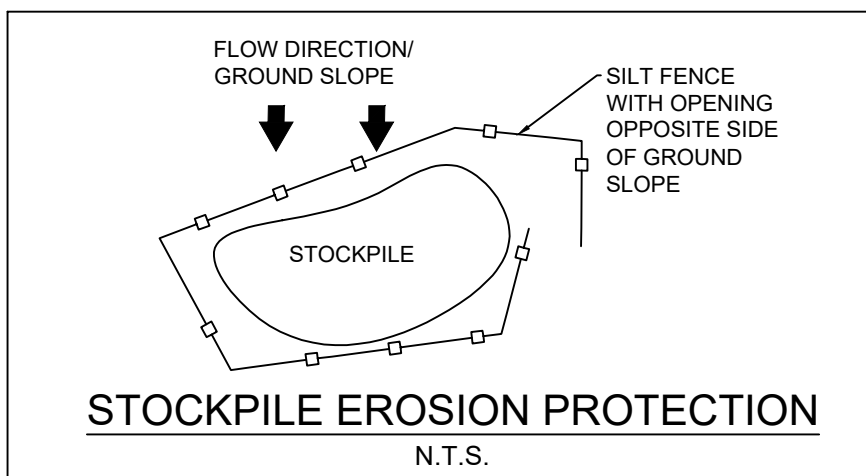 FLOW DIRECTION/
GROUND SLOPE
SILT FENCE
WITH OPENING
OPPOSITE SIDE
OF GROUND
SLOPE
STOCKPILE
STOCKPILE EROSION PROTECTION
N.T.S.